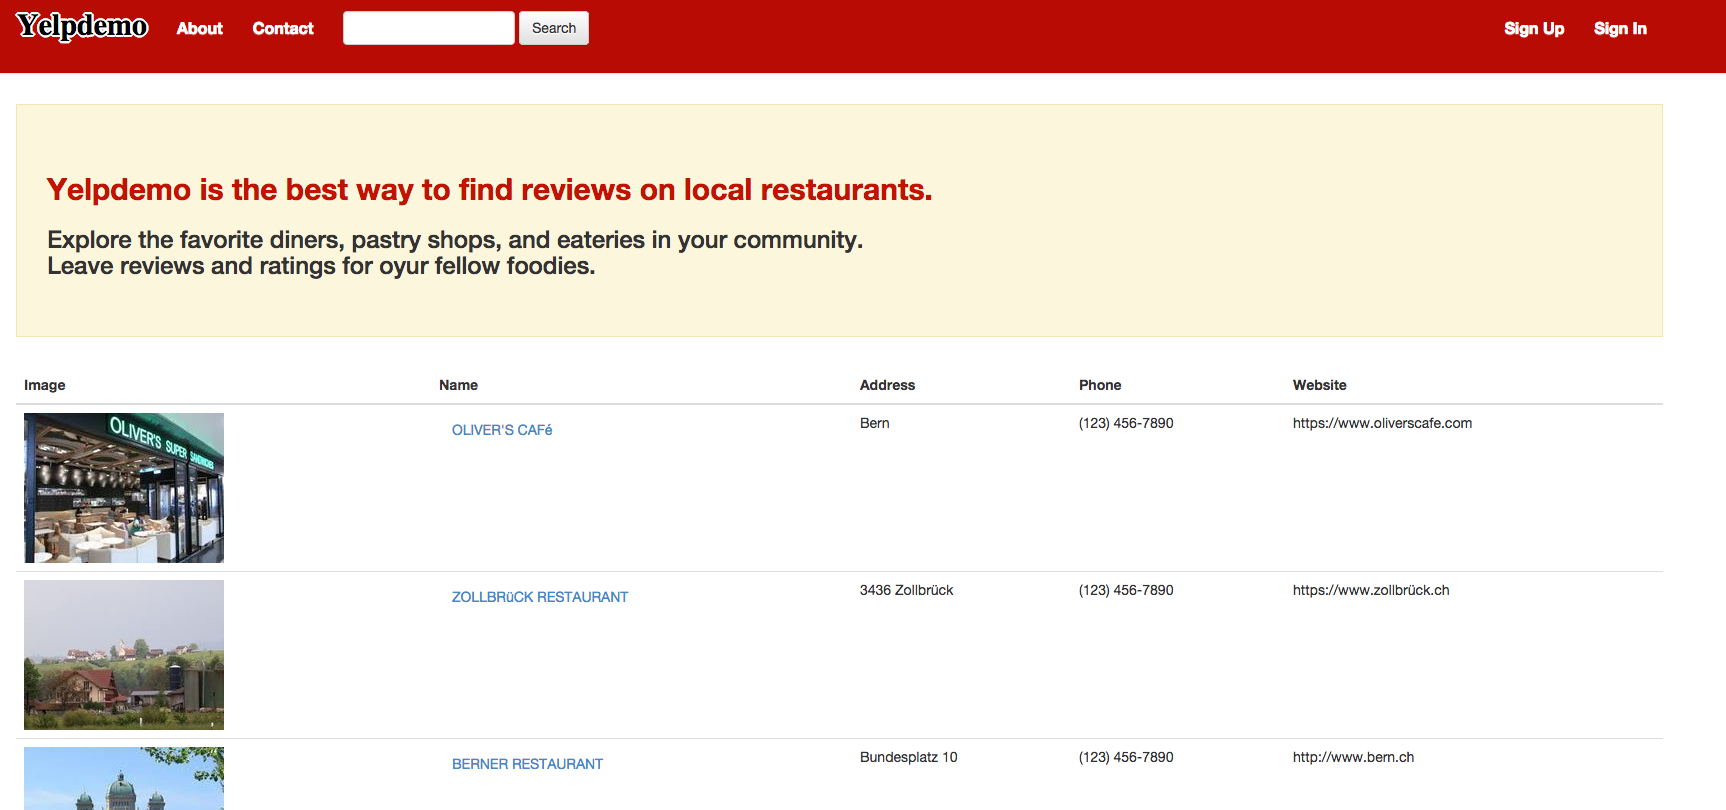 Yelpdemo About Contact Search Sign Up Sign In
Yelpdemo is the best way to find reviews on local restaurants.
Explore the favorite diners, pastry shops, and eateries in your community.
Leave reviews and ratings for oyur fellow foodies.
Image Name Address Phone Website
OLIVER'S SUPER SANDWICHES
OLIVER'S CAFé Bern (123) 456-7890 https://www.oliverscafe.com
ZOLLBRüCK RESTAURANT 3436 Zollbrück (123) 456-7890 https://www.zollbrück.ch
BERNER RESTAURANT Bundesplatz 10 (123) 456-7890 http://www.bern.ch